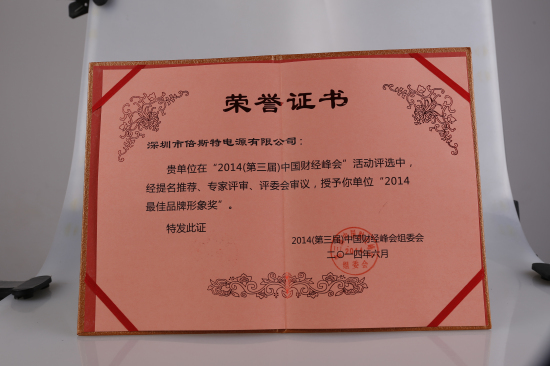 荣誉证书
深圳市倍斯特电源有限公司：
贵单位在“2014(第三届)中国财经峰会”活动评选中，
经提名推荐、专家评审、评委会审议，授予你单位“2014
最佳品牌形象奖”。
特发此证
2014(第三届)中国财经峰会组委会
二〇一四年六月
组委会